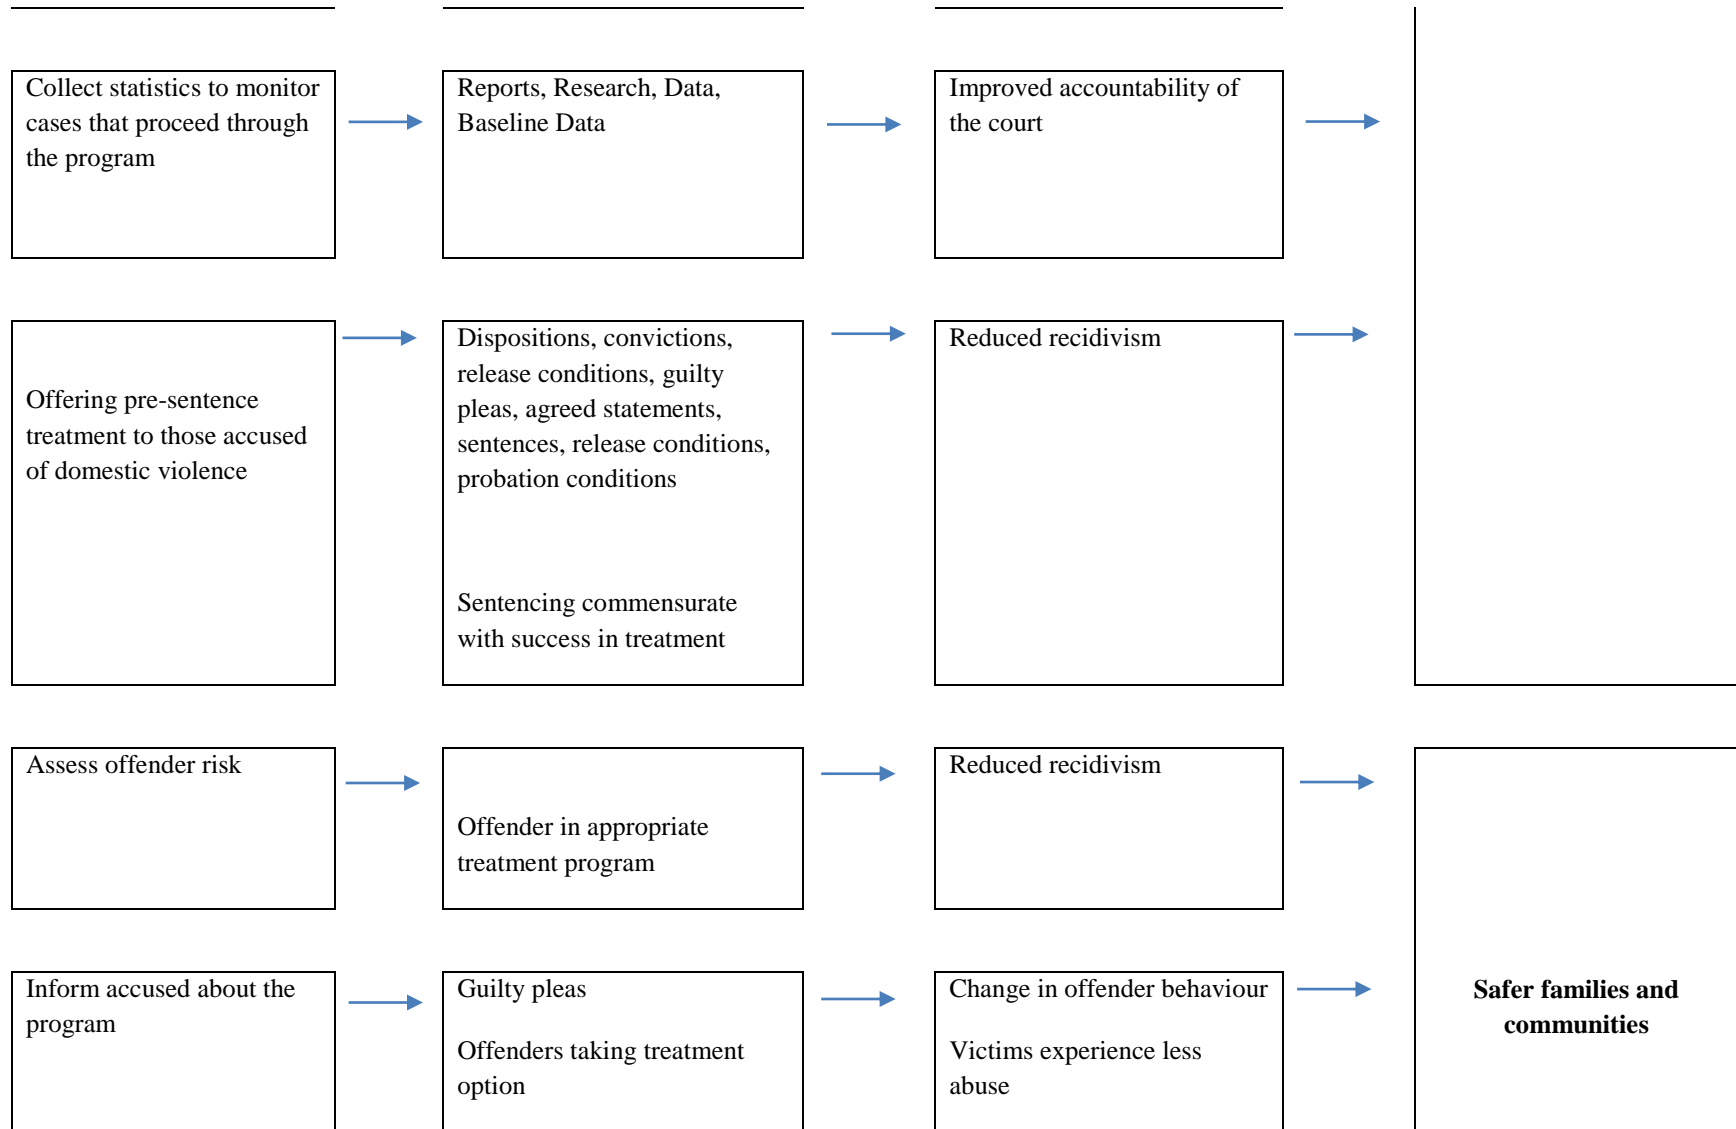 Collect statistics to monitor
cases that proceed through
the program
Reports, Research, Data,
Baseline Data
Improved accountability of
the court
Offering pre-sentence
treatment to those accused
of domestic violence
Dispositions, convictions,
release conditions, guilty
pleas, agreed statements,
sentences, release conditions,
probation conditions
Sentencing commensurate
with success in treatment
Reduced recidivism
Assess offender risk
Offender in appropriate
treatment program
Reduced recidivism
Inform accused about the
program
Guilty pleas
Offenders taking treatment
option
Change in offender behaviour
Victims experience less
abuse
Safer families and
communities